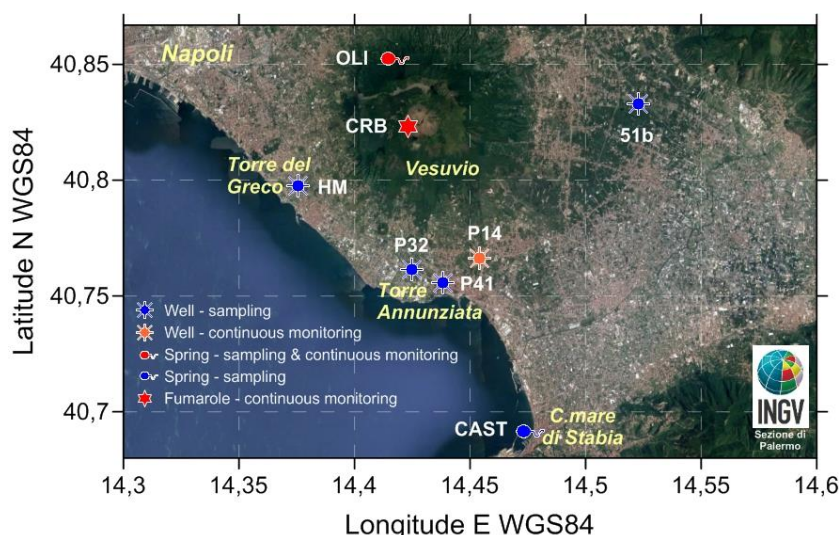 Napoli
OLI
CRB
51b
Torre del
Greco
HM
Vesuvio
P32
P14
P41
Torre
Annunziata
Well - sampling
Well - continuous monitoring
Spring - sampling & continuous monitoring
Spring - sampling
Fumarole - continuous monitoring
CAST
C.mare
di Stabia
INGV
Sezione di
Palermo
Latitude N WGS84
40,85
40,8
40,75
40,7
14,3
14,35
14,4
14,45
14,5
14,55
14,6
Longitude E WGS84